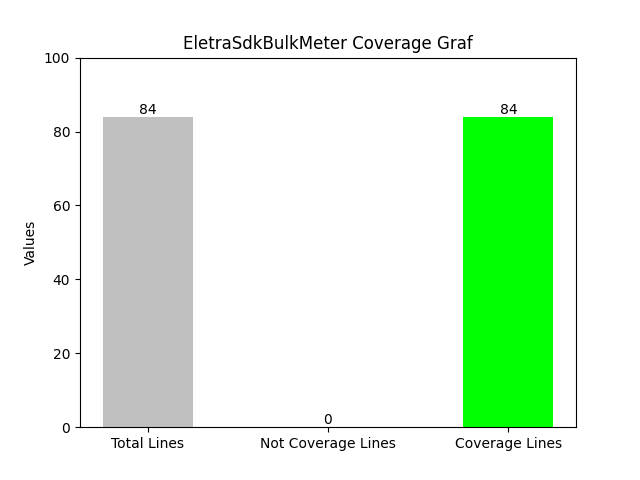 EletraSdkBulkMeter Coverage Graf
100
80
60
40
20
0
Values
84
0
84
Total Lines
Not Coverage Lines
Coverage Lines